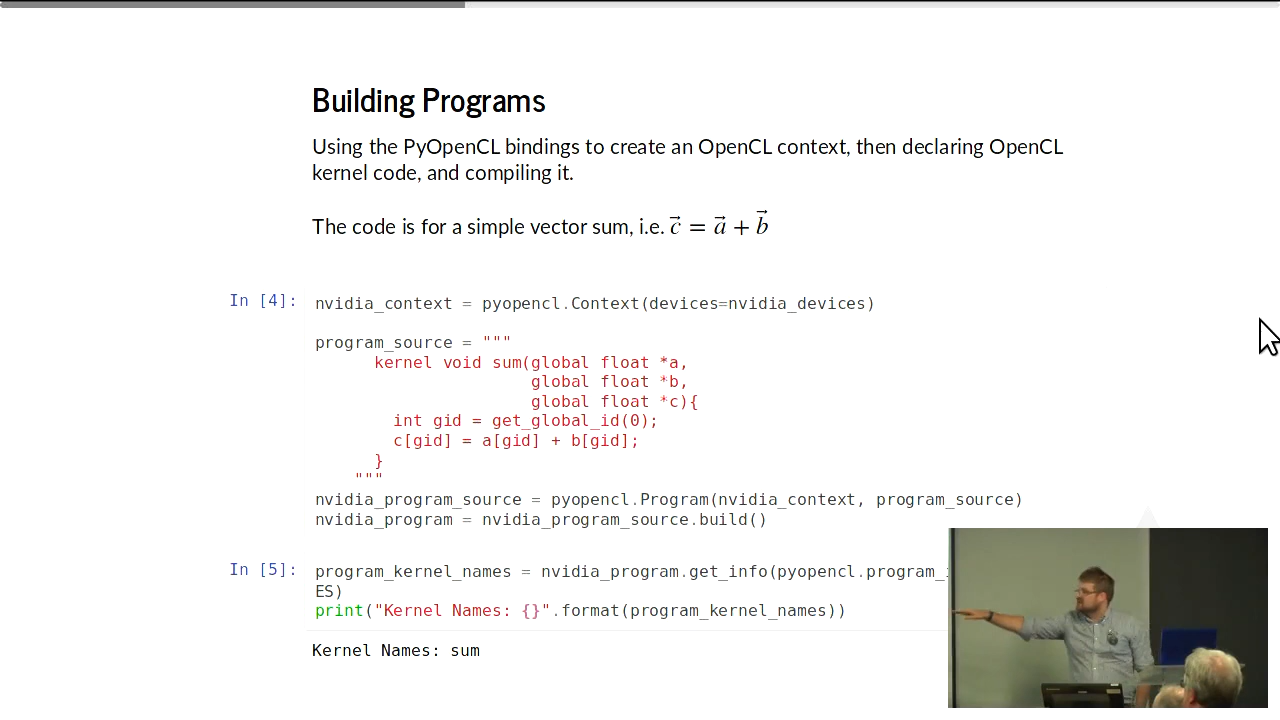 Building Programs
Using the PyOpenCL bindings to create an OpenCL context, then declaring OpenCL
kernel code, and compiling it.
The code is for a simple vector sum, i.e. c⃗ = a⃗ + b⃗
In [4]: nvidia_context = pyopencl.Context(devices=nvidia_devices)
program_source = """
kernel void sum(global float *a,
global float *b,
global float *c){
int gid = get_global_id(0);
c[gid] = a[gid] + b[gid];
}
"""
nvidia_program_source = pyopencl.Program(nvidia_context, program_source)
nvidia_program = nvidia_program_source.build()
In [5]: program_kernel_names = nvidia_program.get_info(pyopencl.program_
ES)
print("Kernel Names: {}".format(program_kernel_names))
Kernel Names: sum